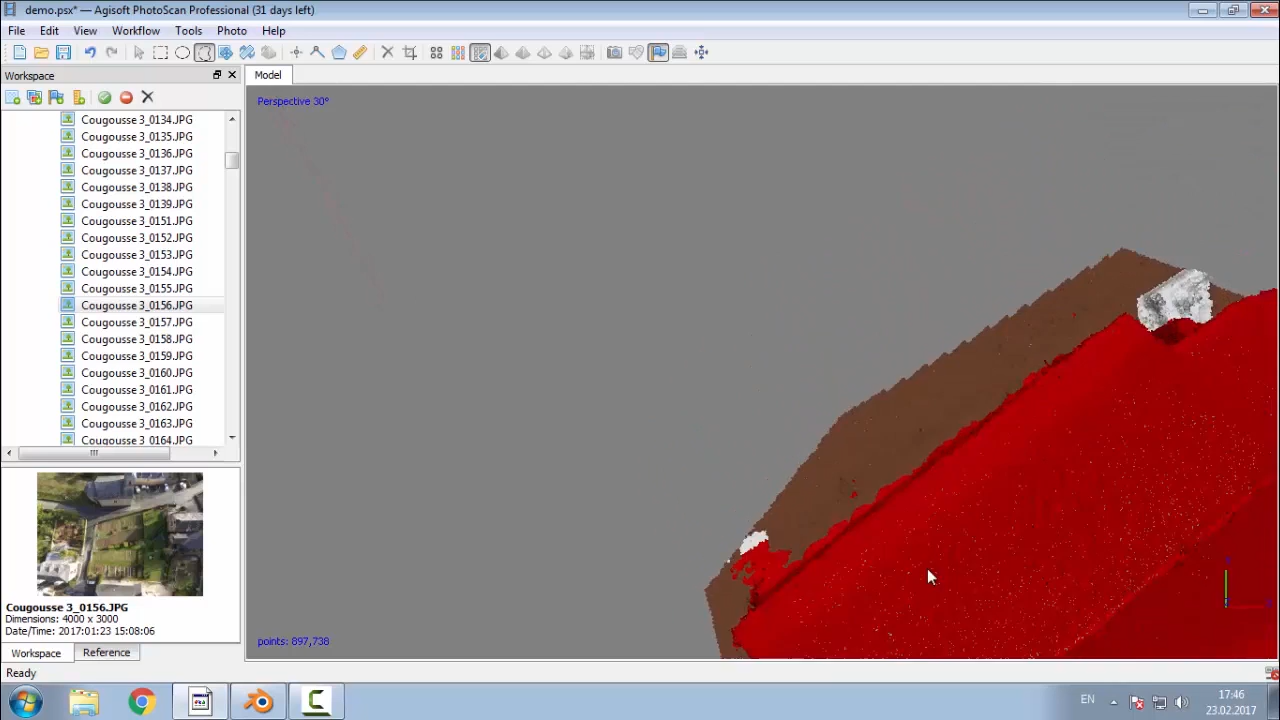 demo.psx* — Agisoft PhotoScan Professional (31 days left)
File Edit View Workflow Tools Photo Help
Workspace
Model
Perspective 30°
Cougousse 3_0134.JPG
Cougousse 3_0135.JPG
Cougousse 3_0136.JPG
Cougousse 3_0137.JPG
Cougousse 3_0138.JPG
Cougousse 3_0139.JPG
Cougousse 3_0151.JPG
Cougousse 3_0152.JPG
Cougousse 3_0153.JPG
Cougousse 3_0154.JPG
Cougousse 3_0155.JPG
Cougousse 3_0156.JPG
Cougousse 3_0157.JPG
Cougousse 3_0158.JPG
Cougousse 3_0159.JPG
Cougousse 3_0160.JPG
Cougousse 3_0161.JPG
Cougousse 3_0162.JPG
Cougousse 3_0163.JPG
Cougousse 3_0164.JPG
Cougousse 3_0156.JPG
Dimensions: 4000 x 3000
Date/Time: 2017:01:23 15:08:06
points: 897,738
Workspace Reference
Ready
EN
17:46
23.02.2017